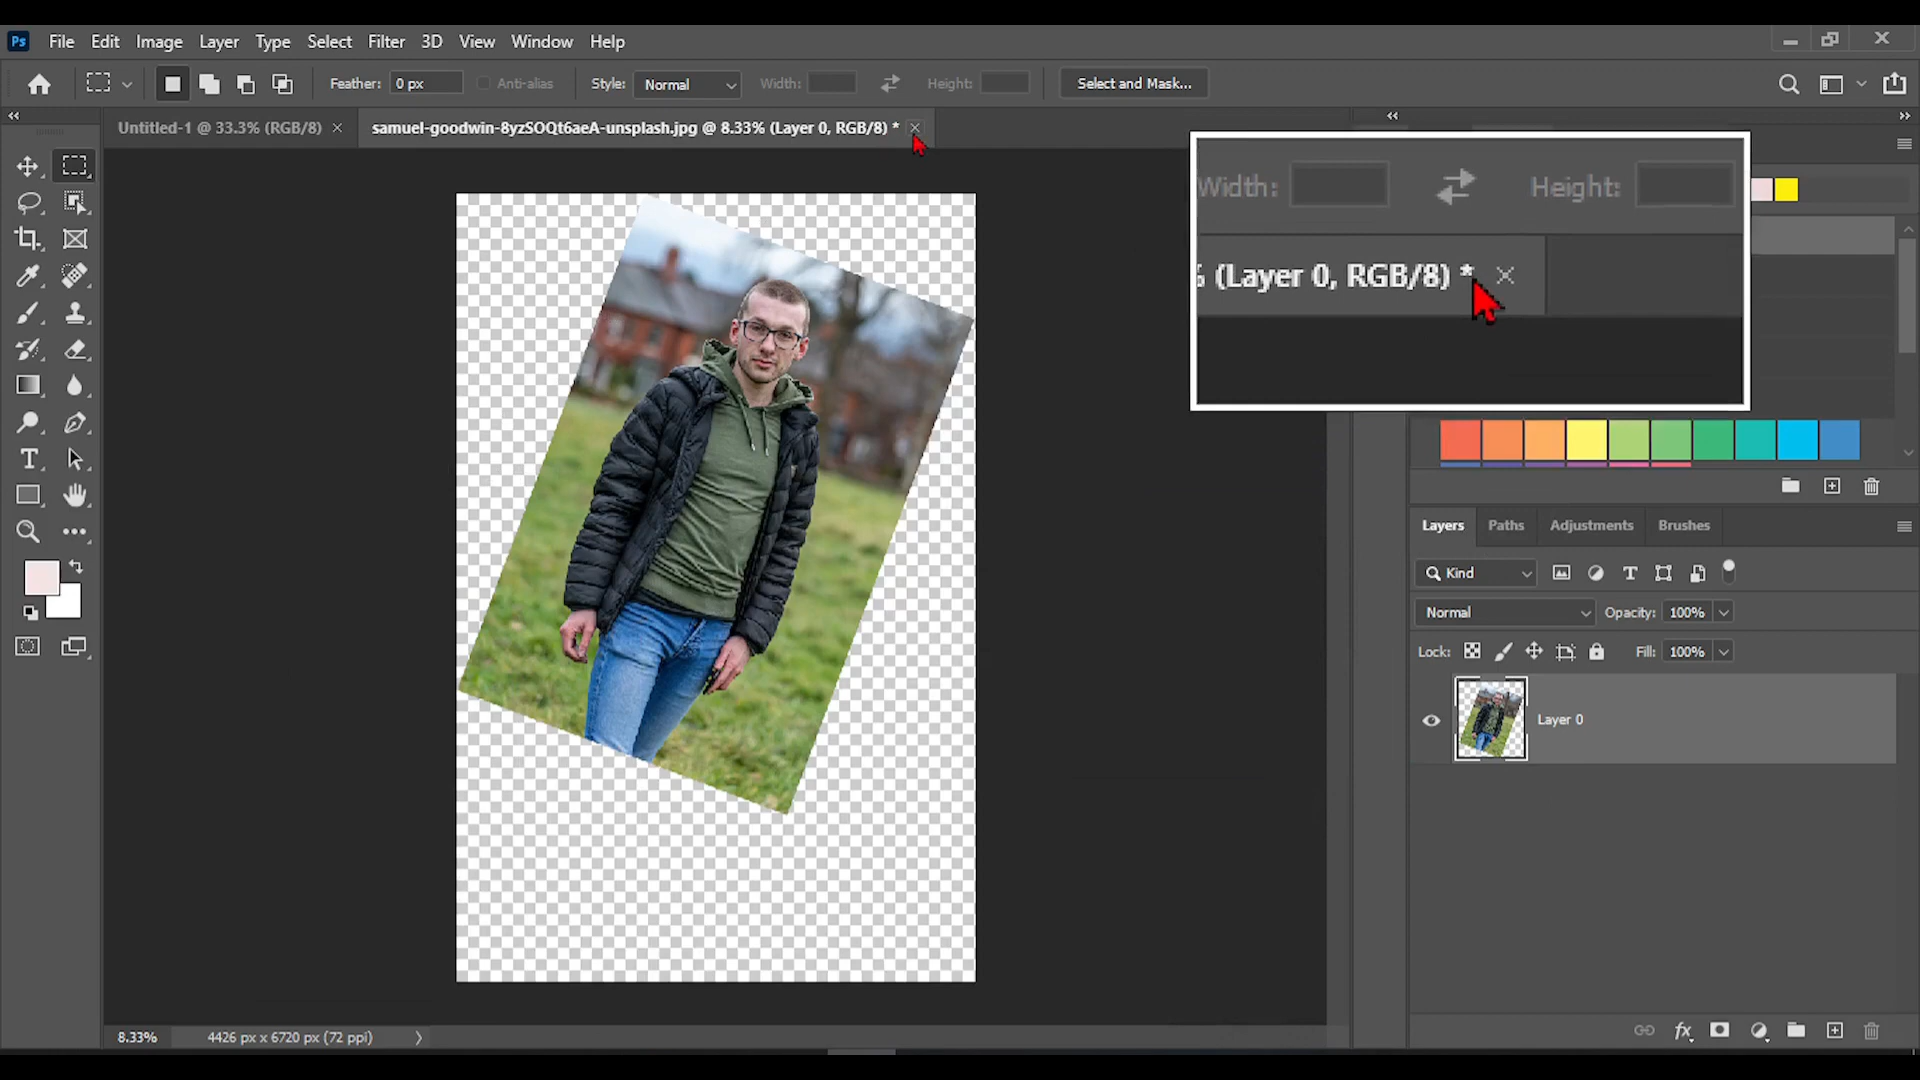 Ps File Edit Image Layer Type Select Filter 3D View Window Help
Feather: 0 px Anti-alias Style: Normal Width: Height: Select and Mask...
Untitled-1 @ 33.3% (RGB/8) × samuel-goodwin-8yzSOQt6aeA-unsplash.jpg @ 8.33% (Layer 0, RGB/8) * ×
Width: Height:
% (Layer 0, RGB/8) * ×
Layers Paths Adjustments Brushes
Kind
Normal Opacity: 100%
Lock: Fill: 100%
Layer 0
8.33% 4426 px x 6720 px (72 ppi)